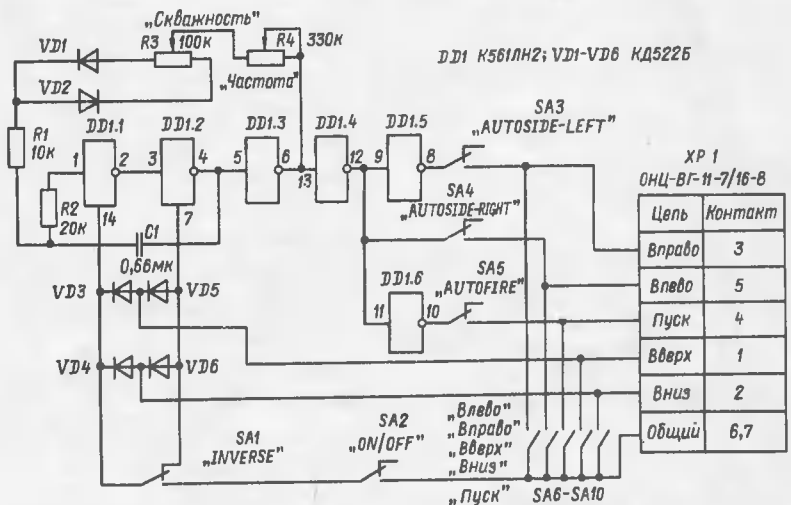 „Скважность"
VD1
R3
100к
R4
330к
DD1 К561ЛН2; VD1-VD6 КД522Б
VD2
„Частота"
R1
10к
DD1.1
DD1.2
DD1.3
DD1.4
DD1.5
SA3
„AUTOSIDE-LEFT"
1
2
3
4
5
6
13
12
9
8
R2
20к
14
7
C1
0,66мк
SA4
„AUTOSIDE-RIGHT"
SA5
„AUTOFIRE"
DD1.6
11
10
VD3
VD5
VD4
VD6
SA1
„INVERSE"
SA2
„ON/OFF"
„Влево"
„Вправо"
„Вверх"
„Вниз"
„Пуск"
SA6-SA10
XP 1
ОНЦ-ВГ-11-7/16-В
Цепь Контакт
Вправо 3
Влево 5
Пуск 4
Вверх 1
Вниз 2
Общий 6,7